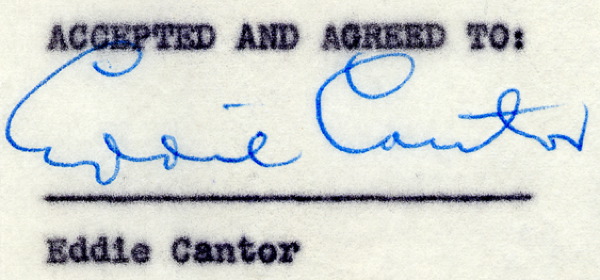 ACCEPTED AND AGREED TO:
Eddie Cantor
Eddie Cantor